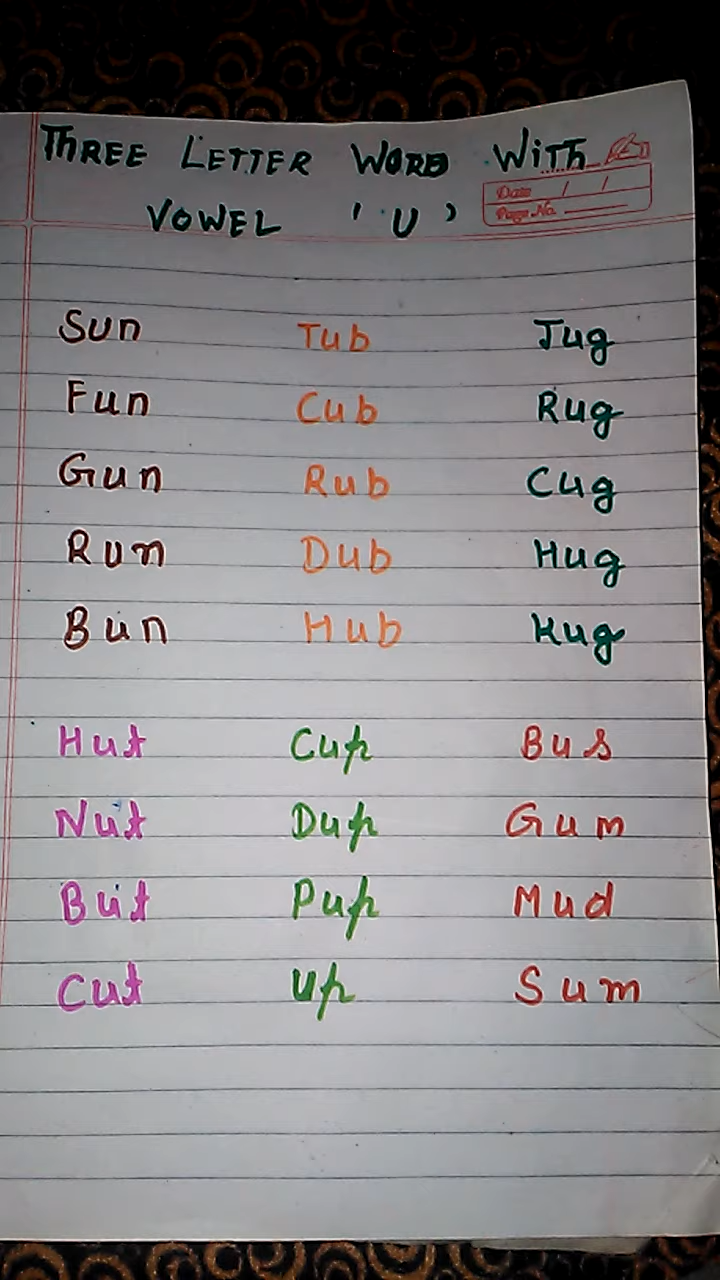 THREE LETTER WORD WITH
Date / /
Page No.
VOWEL 'U'
Sun Tub Jug
Fun Cub Rug
Gun Rub Cug
Run Dub Hug
Bun Hub Kug
Hut Cup Bus
Nut Dup Gum
But Pup Mud
Cut Up Sum